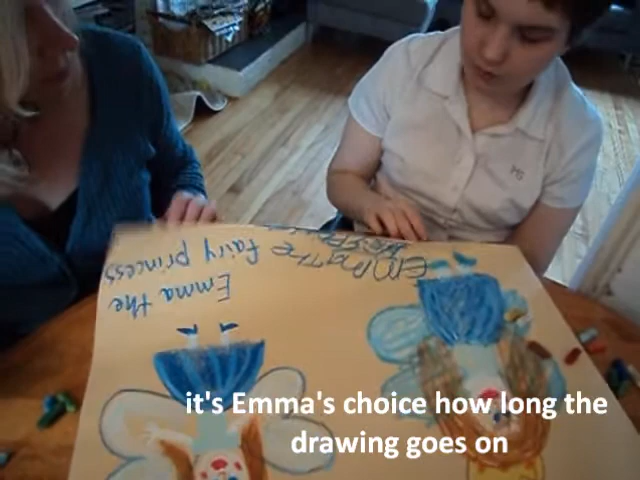 EmmA THE
Emma the
fairy princess
it's Emma's choice how long the
drawing goes on